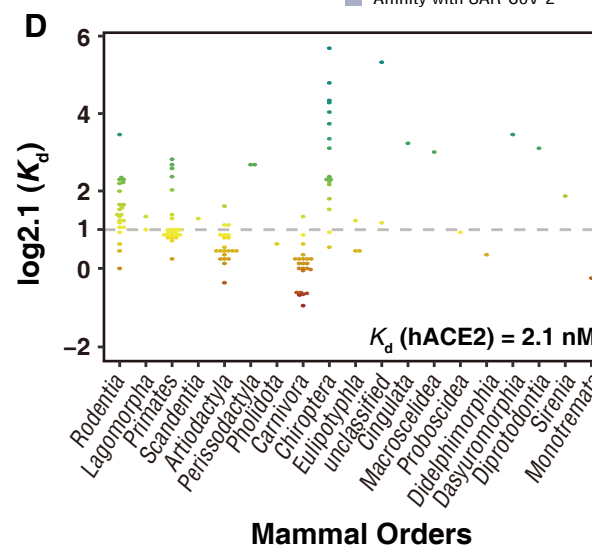 Affinity with SAR-CoV-2
D
6
4
2
1
0
−2
log2.1 (Kd)
Kd (hACE2) = 2.1 nM
Rodentia
Lagomorpha
Primates
Scandentia
Artiodactyla
Perissodactyla
Pholidota
Carnivora
Chiroptera
Eulipotyphla
unclassified
Cingulata
Macroscelidea
Proboscidea
Didelphimorphia
Dasyuromorphia
Diprotodontia
Sirenia
Monotremat
Mammal Orders